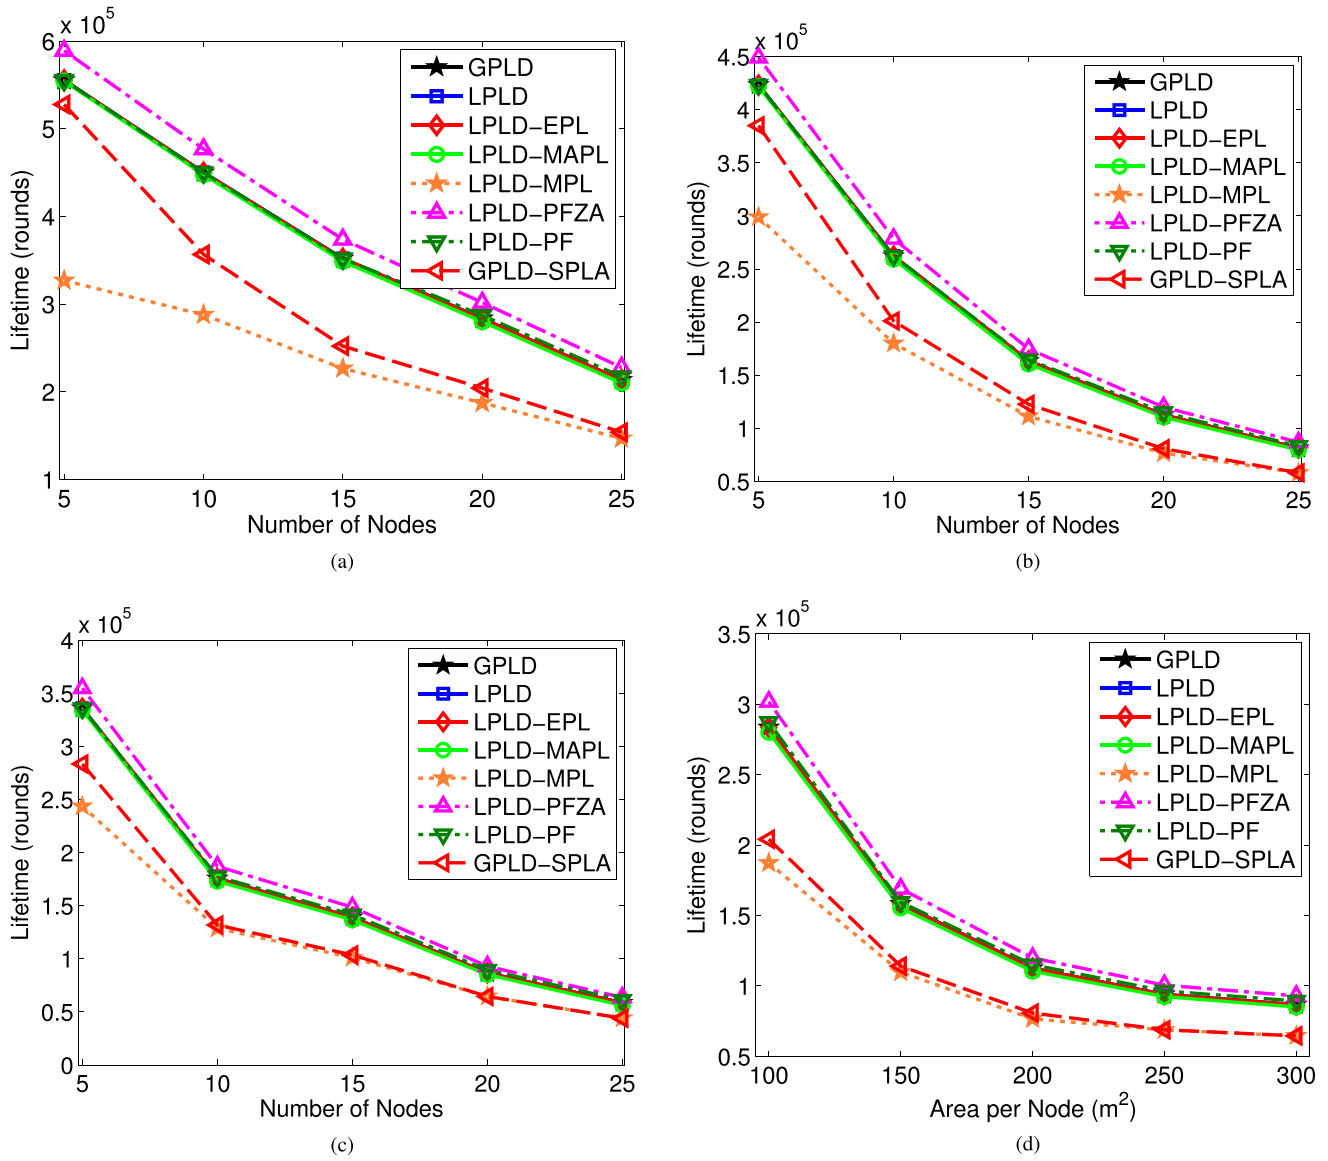 x 10^5
6
5
4
3
2
1
5 10 15 20 25
Lifetime (rounds)
Number of Nodes
GPLD
LPLD
LPLD-EPL
LPLD-MAPL
LPLD-MPL
LPLD-PFZA
LPLD-PF
GPLD-SPLA
(a)
x 10^5
4.5
4
3.5
3
2.5
2
1.5
1
0.5
5 10 15 20 25
Lifetime (rounds)
Number of Nodes
GPLD
LPLD
LPLD-EPL
LPLD-MAPL
LPLD-MPL
LPLD-PFZA
LPLD-PF
GPLD-SPLA
(b)
x 10^5
4
3.5
3
2.5
2
1.5
1
0.5
0
5 10 15 20 25
Lifetime (rounds)
Number of Nodes
GPLD
LPLD
LPLD-EPL
LPLD-MAPL
LPLD-MPL
LPLD-PFZA
LPLD-PF
GPLD-SPLA
(c)
x 10^5
3.5
3
2.5
2
1.5
1
0.5
100 150 200 250 300
Lifetime (rounds)
Area per Node (m^2)
GPLD
LPLD
LPLD-EPL
LPLD-MAPL
LPLD-MPL
LPLD-PFZA
LPLD-PF
GPLD-SPLA
(d)